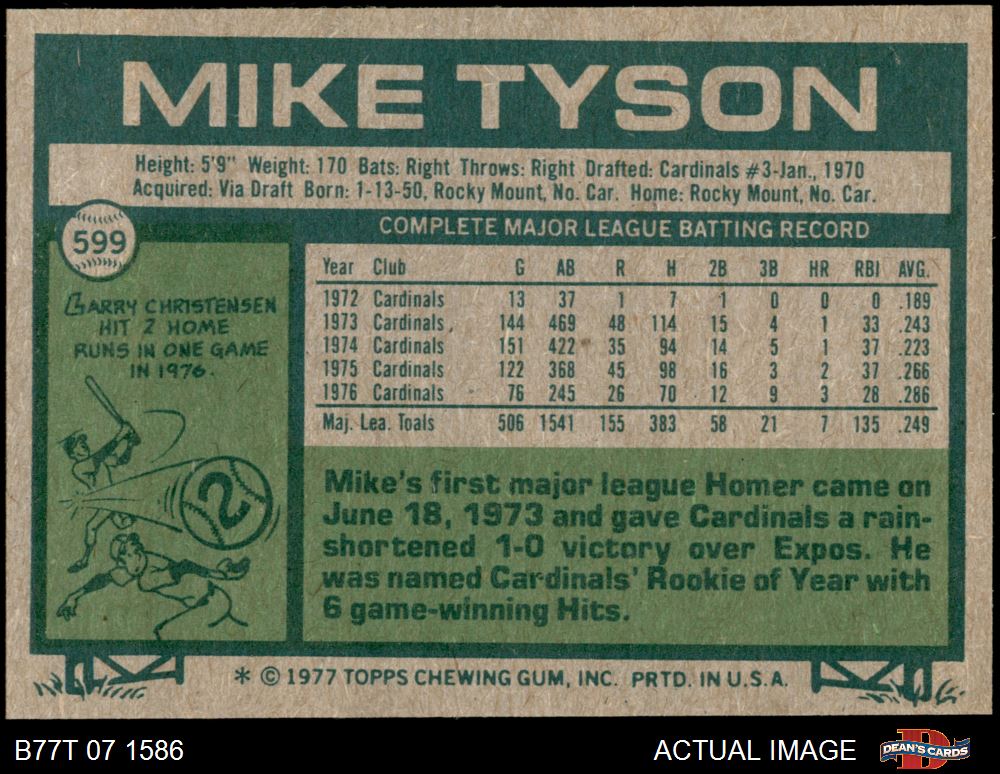 MIKE TYSON
Height: 5'9" Weight: 170 Bats: Right Throws: Right Drafted: Cardinals #3-Jan., 1970
Acquired: Via Draft Born: 1-13-50, Rocky Mount, No. Car. Home: Rocky Mount, No. Car.
599
COMPLETE MAJOR LEAGUE BATTING RECORD
Year Club G AB R H 2B 3B HR RBI AVG.
1972 Cardinals 13 37 1 7 1 0 0 0 .189
1973 Cardinals 144 469 48 114 15 4 1 33 .243
1974 Cardinals 151 422 35 94 14 5 1 37 .223
1975 Cardinals 122 368 45 98 16 3 2 37 .266
1976 Cardinals 76 245 26 70 12 9 3 28 .286
Maj. Lea. Toals 506 1541 155 383 58 21 7 135 .249
GARRY CHRISTENSEN
HIT 2 HOME
RUNS IN ONE GAME
IN 1976.
2
Mike's first major league Homer came on
June 18, 1973 and gave Cardinals a rain-
shortened 1-0 victory over Expos. He
was named Cardinals' Rookie of Year with
6 game-winning Hits.
* © 1977 TOPPS CHEWING GUM, INC. PRTD. IN U.S.A.
B77T 07 1586
ACTUAL IMAGE
DEAN'S CARDS